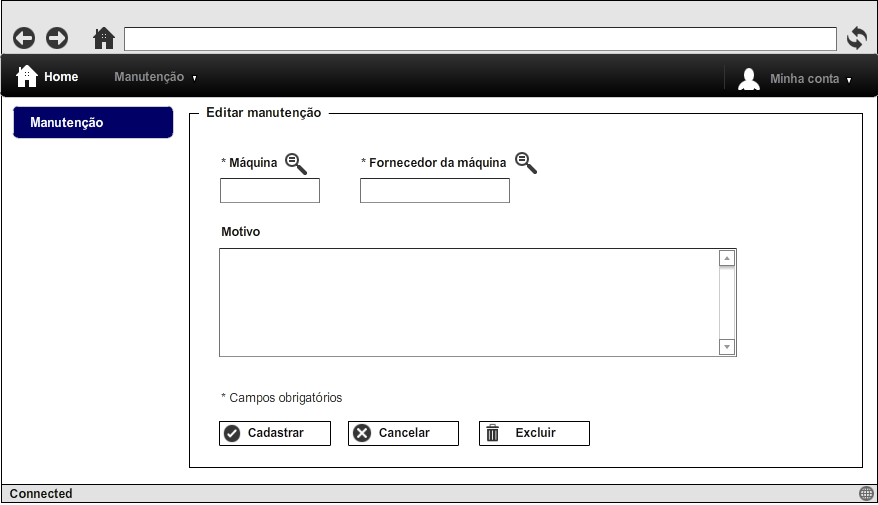 Home Manutenção Minha conta
Manutenção
Editar manutenção
* Máquina * Fornecedor da máquina
Motivo
* Campos obrigatórios
Cadastrar Cancelar Excluir
Connected